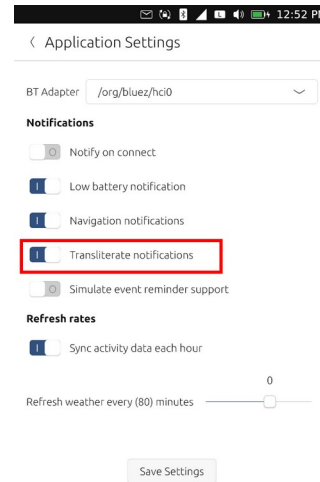 12:52 P
Application Settings
BT Adapter /org/bluez/hci0
Notifications
Notify on connect
Low battery notification
Navigation notifications
Transliterate notifications
Simulate event reminder support
Refresh rates
Sync activity data each hour
0
Refresh weather every (80) minutes
Save Settings